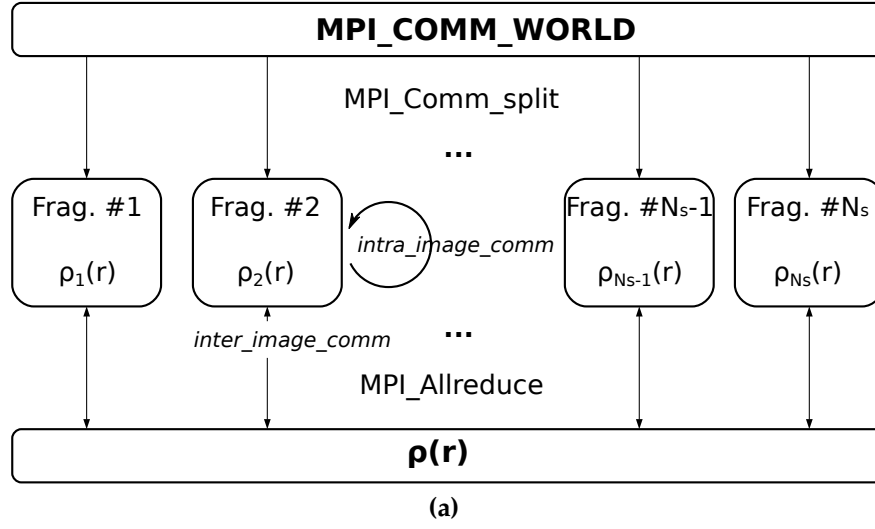 MPI_COMM_WORLD
MPI_Comm_split
...
Frag. #1
Frag. #2
Frag. #Ns-1
Frag. #Ns
intra_image_comm
ρ1(r)
ρ2(r)
ρNs-1(r)
ρNs(r)
inter_image_comm
...
MPI_Allreduce
ρ(r)
(a)